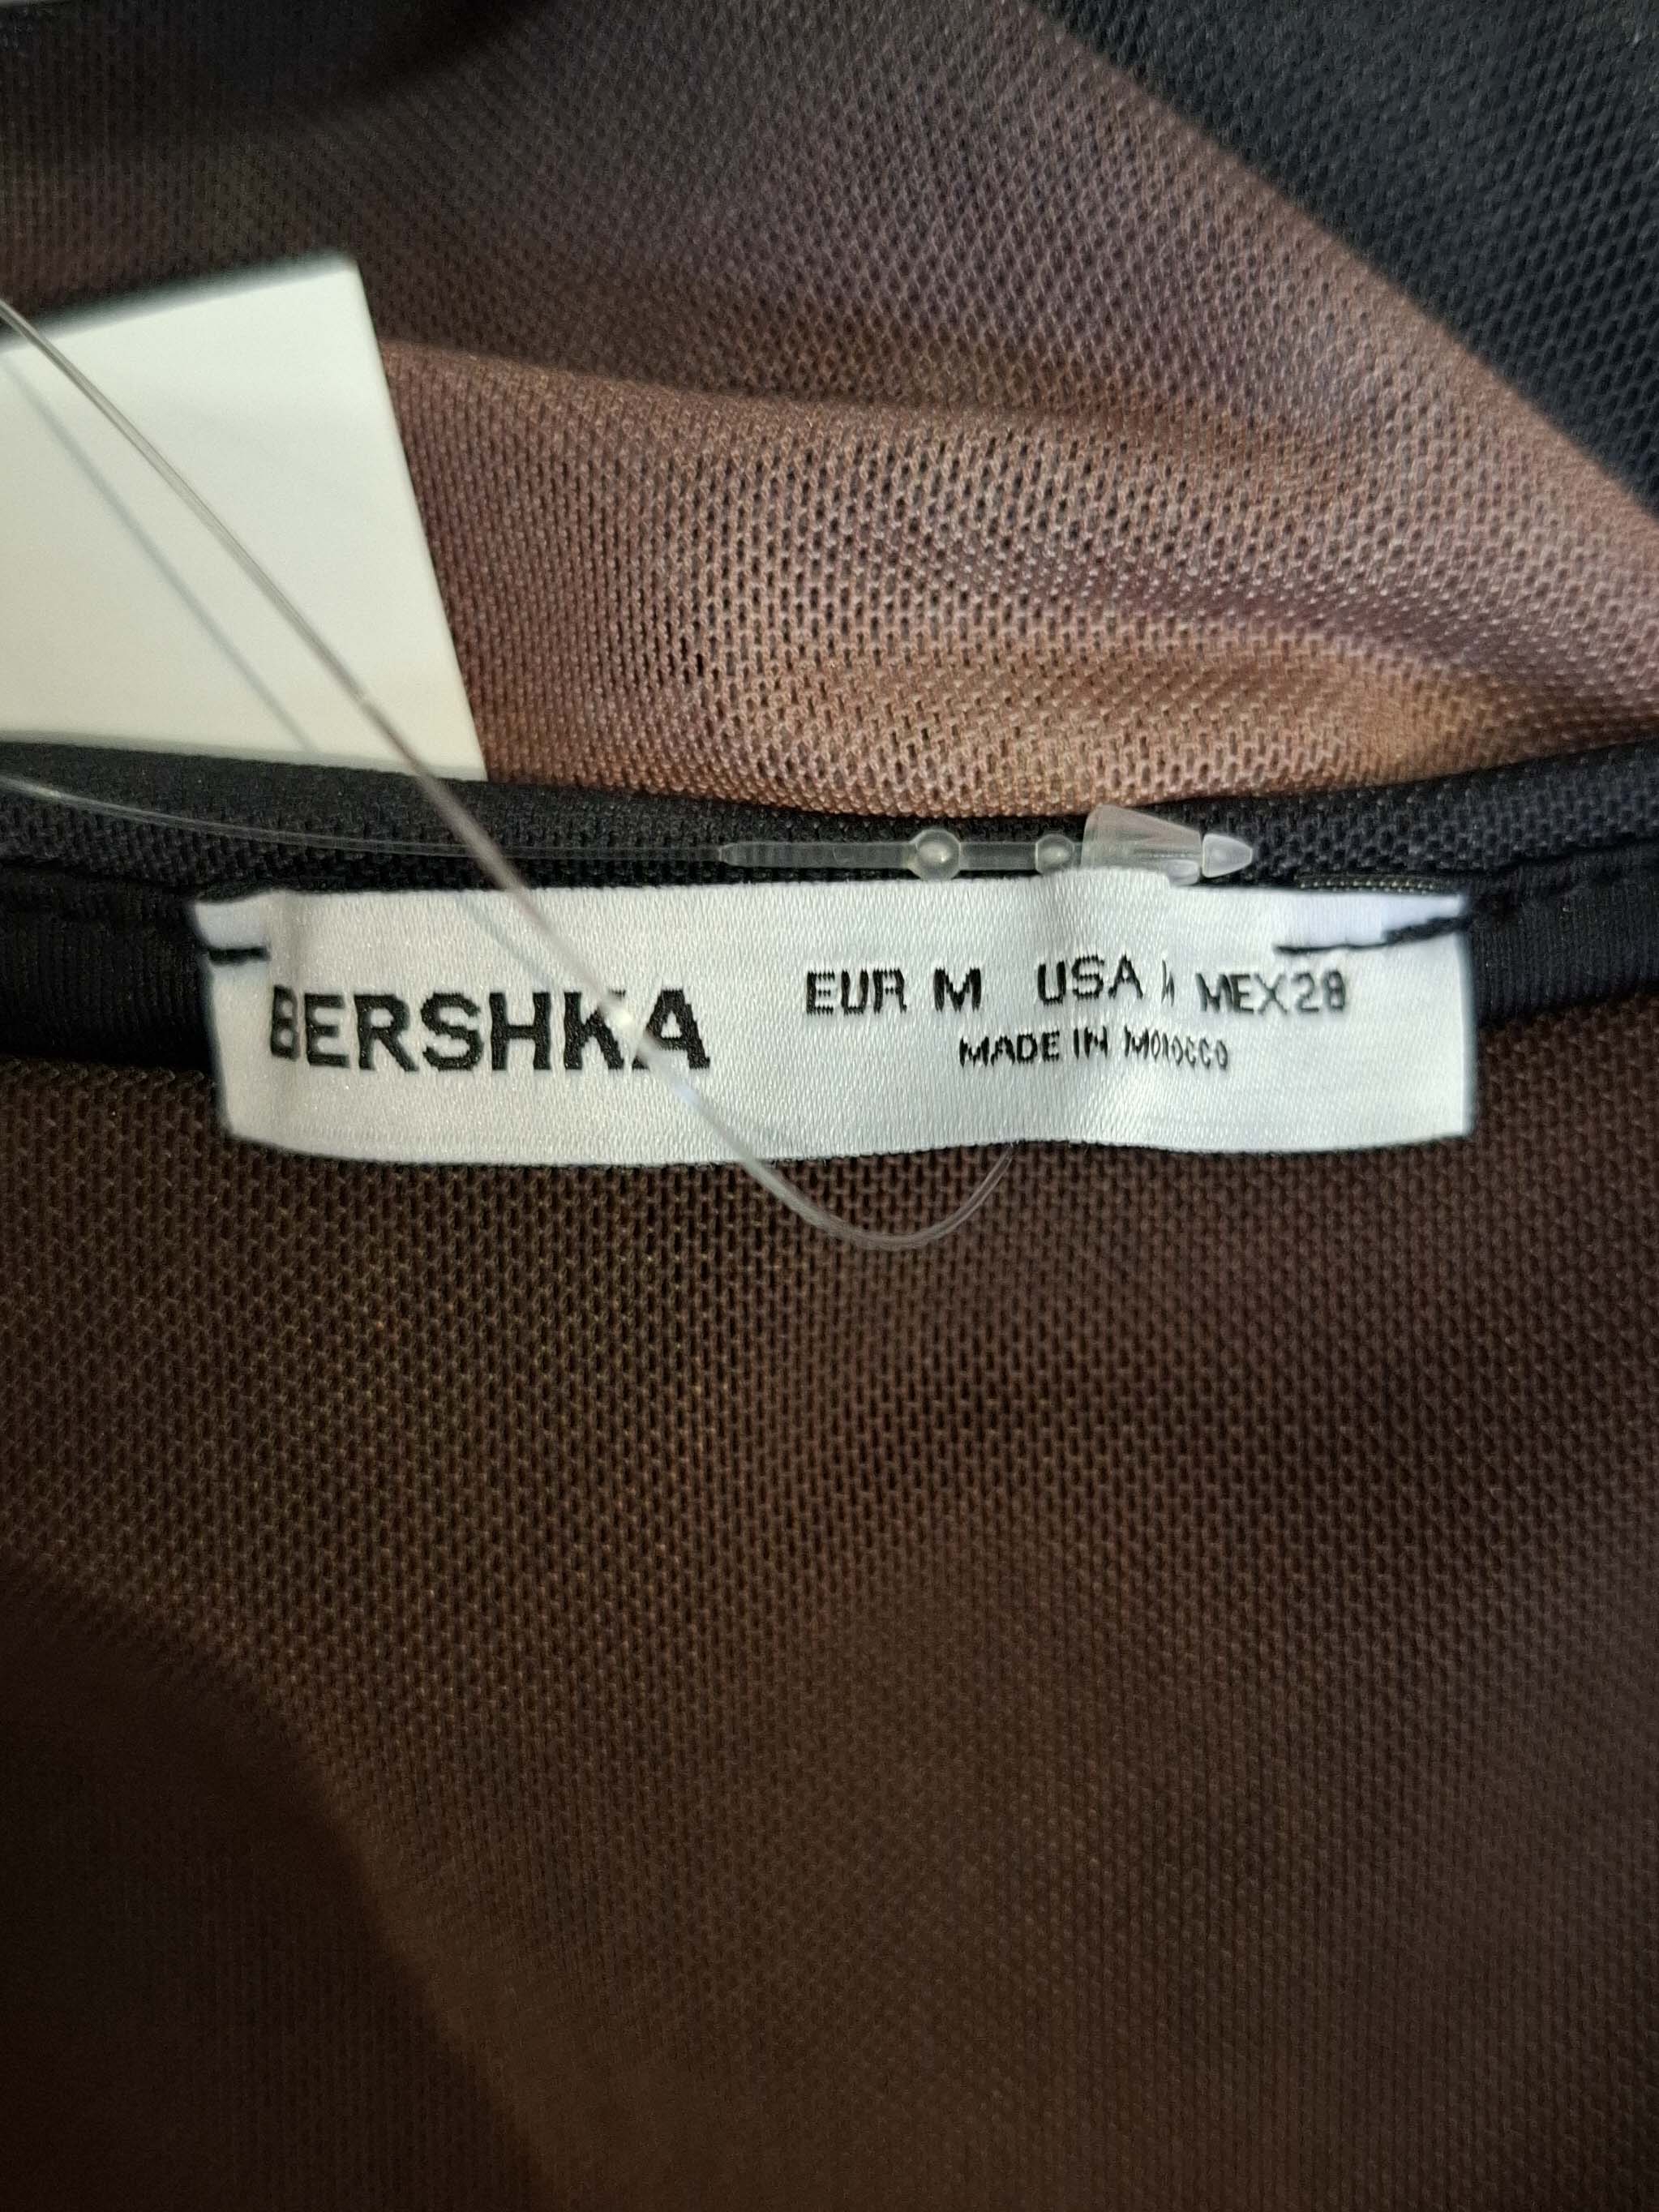 BERSHKA
EUR M USA MEX28
MADE IN MOROCCO